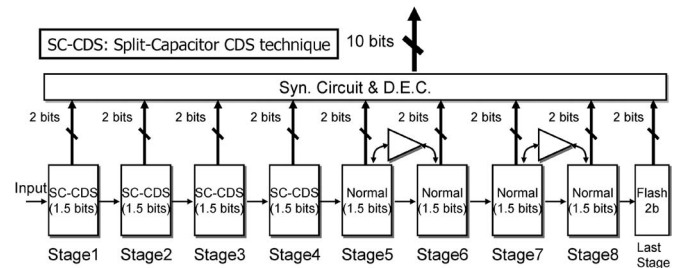 SC-CDS: Split-Capacitor CDS technique
10 bits
Syn. Circuit & D.E.C.
2 bits 2 bits 2 bits 2 bits 2 bits 2 bits 2 bits 2 bits 2 bits
Input
SC-CDS SC-CDS SC-CDS SC-CDS Normal Normal Normal Normal Flash
(1.5 bits) (1.5 bits) (1.5 bits) (1.5 bits) (1.5 bits) (1.5 bits) (1.5 bits) (1.5 bits) 2b
Stage1 Stage2 Stage3 Stage4 Stage5 Stage6 Stage7 Stage8 Last
Stage